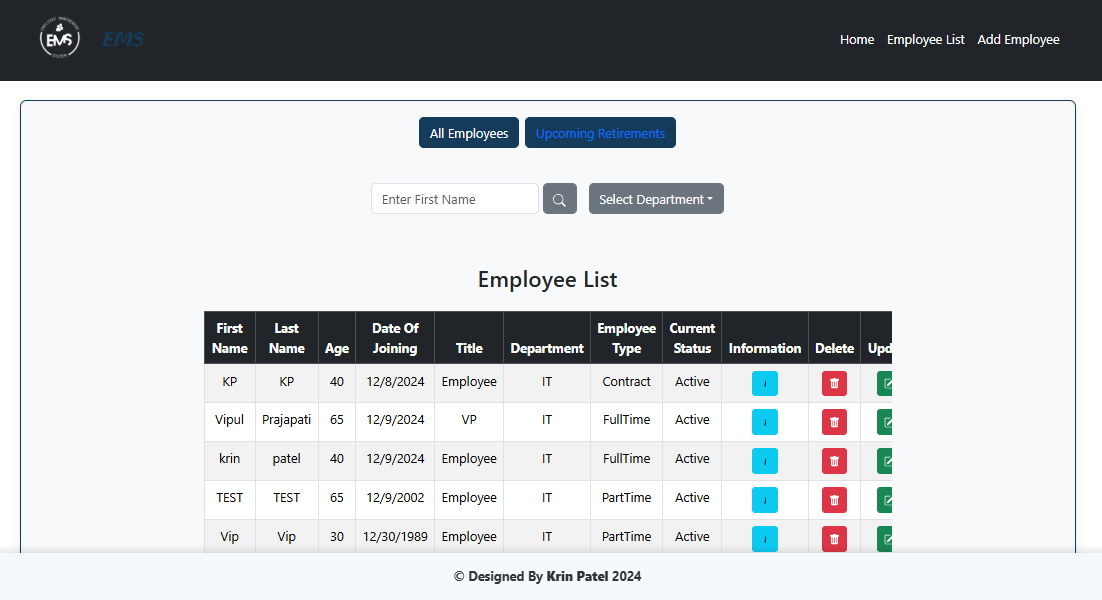 EMPLOYEE MANAGEMENT
EMS
SYSTEM
EMS
Home Employee List Add Employee
All Employees Upcoming Retirements
Enter First Name Select Department
Employee List
First Name Last Name Age Date Of Joining Title Department Employee Type Current Status Information Delete Upd
KP KP 40 12/8/2024 Employee IT Contract Active i
Vipul Prajapati 65 12/9/2024 VP IT FullTime Active i
krin patel 40 12/9/2024 Employee IT FullTime Active i
TEST TEST 65 12/9/2002 Employee IT PartTime Active i
Vip Vip 30 12/30/1989 Employee IT PartTime Active i
© Designed By Krin Patel 2024